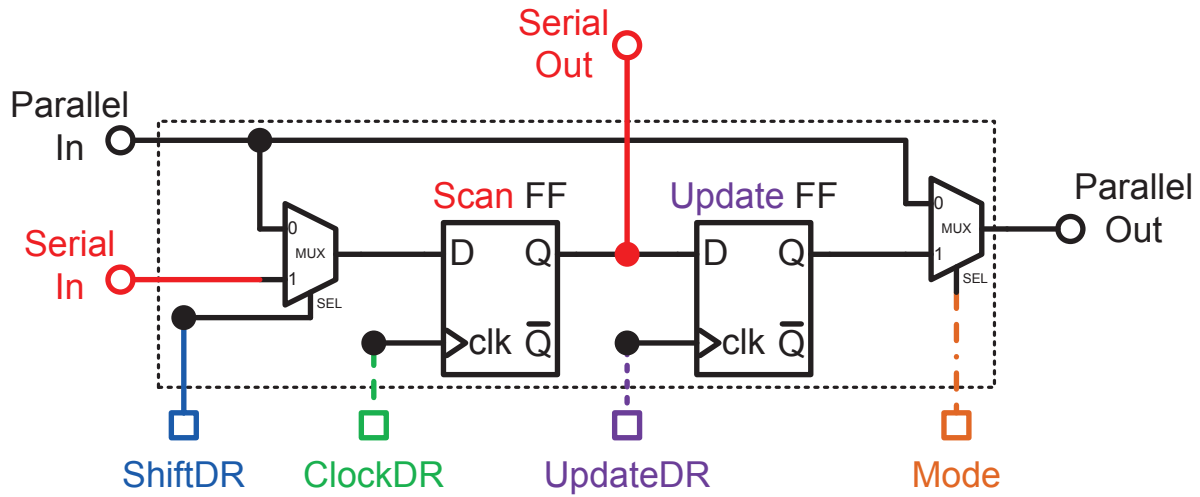 Serial
Out
Parallel
In
Scan FF
Update FF
Parallel
Out
0
MUX
1
SEL
D Q
clk Q̅
D Q
clk Q̅
0
MUX
1
SEL
Serial
In
ShiftDR
ClockDR
UpdateDR
Mode